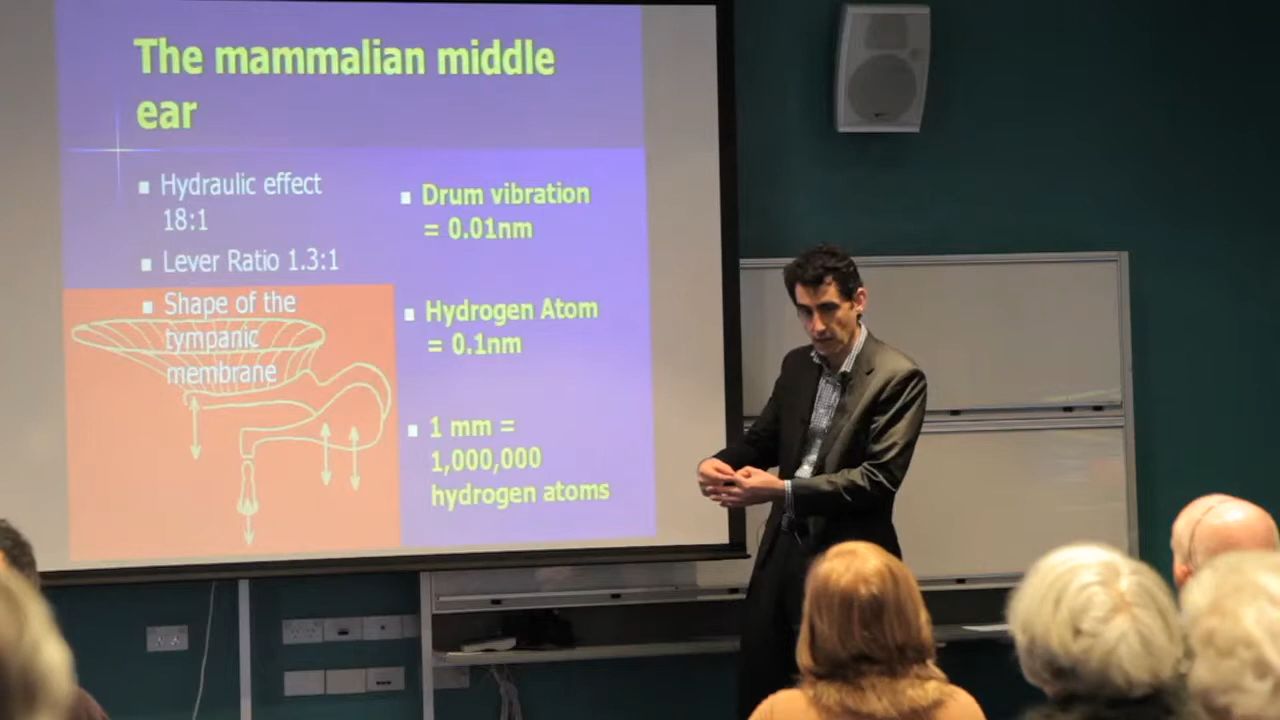 The mammalian middle
ear
Hydraulic effect
18:1
Lever Ratio 1.3:1
Shape of the
tympanic
membrane
Drum vibration
= 0.01nm
Hydrogen Atom
= 0.1nm
1 mm =
1,000,000
hydrogen atoms